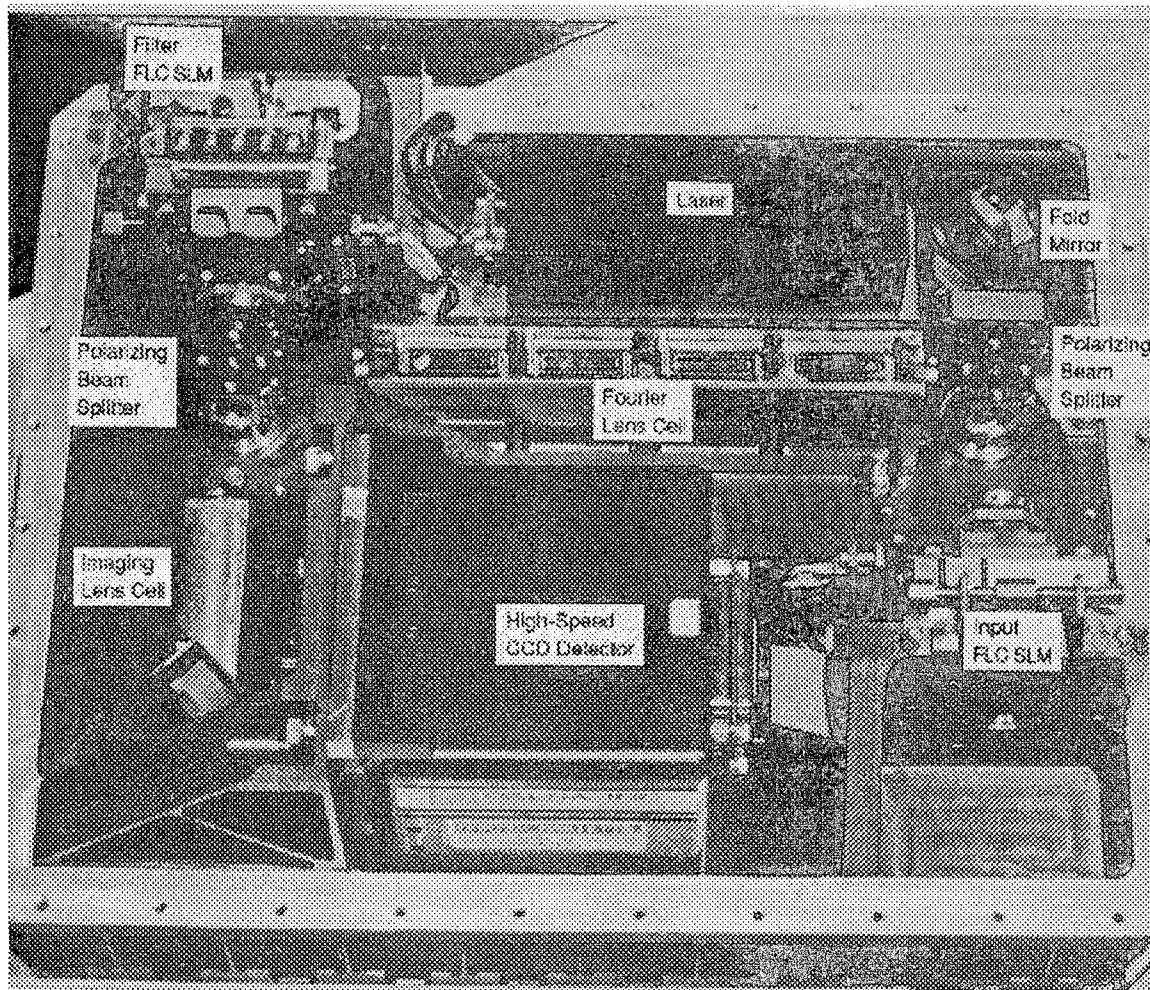 Filter
FLC SLM
Laser
Fold
Mirror
Polarizing
Beam
Splitter
Fourier
Lens Cell
Polarizing
Beam
Splitter
Imaging
Lens Cell
High-Speed
CCD Detector
Input
FLC SLM